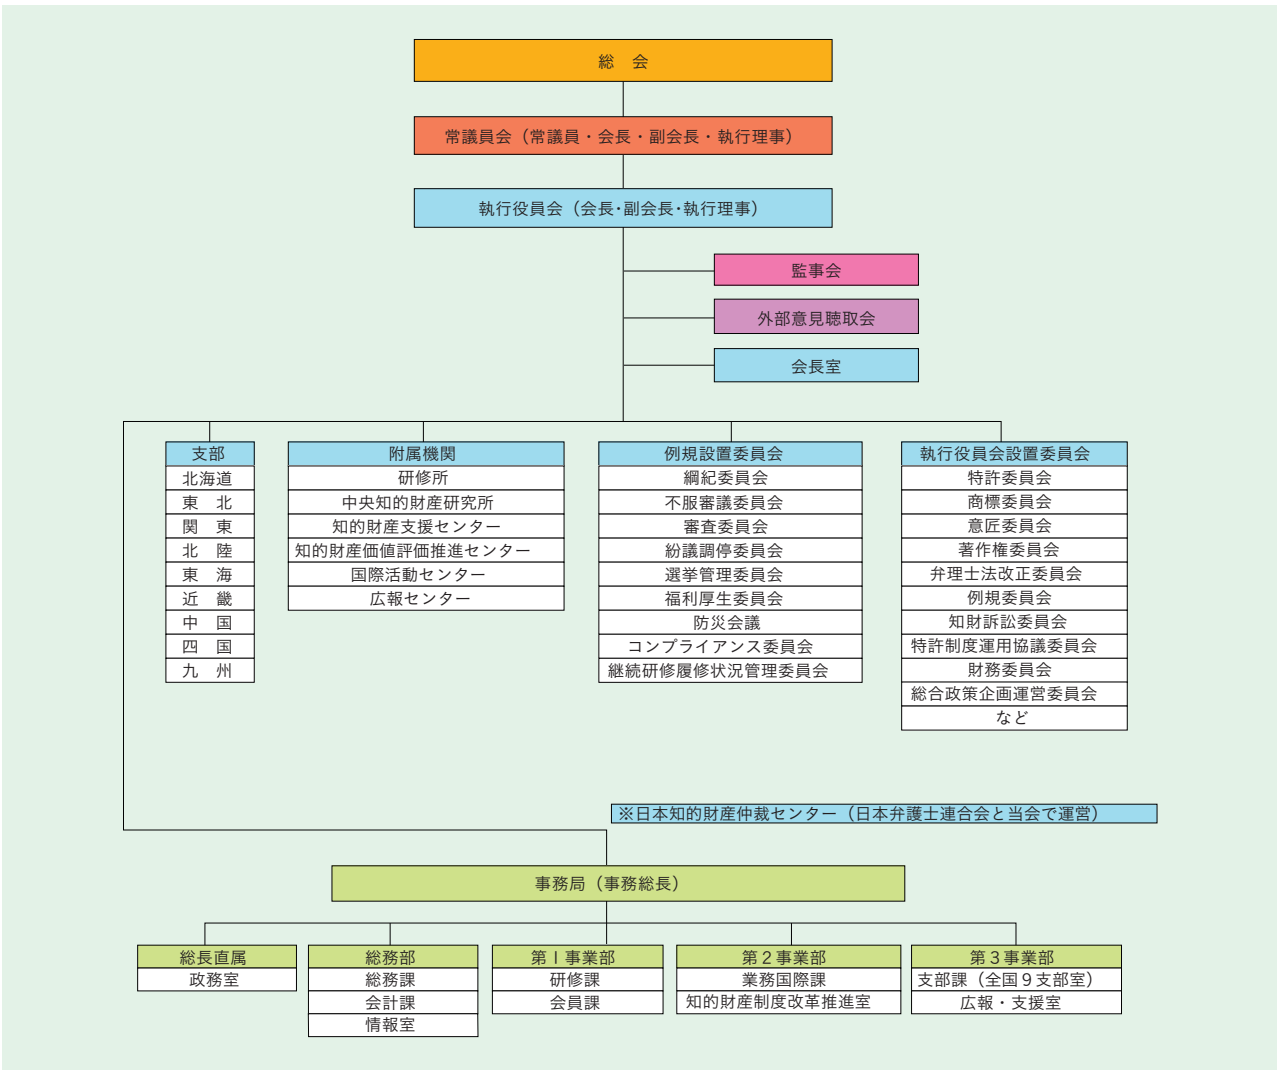 総　会
常議員会（常議員・会長・副会長・執行理事）
執行役員会（会長・副会長・執行理事）
監事会
外部意見聴取会
会長室
支部
北海道
東　北
関　東
北　陸
東　海
近　畿
中　国
四　国
九　州
附属機関
研修所
中央知的財産研究所
知的財産支援センター
知的財産価値評価推進センター
国際活動センター
広報センター
例規設置委員会
綱紀委員会
不服審議委員会
審査委員会
紛議調停委員会
選挙管理委員会
福利厚生委員会
防災会議
コンプライアンス委員会
継続研修履修状況管理委員会
執行役員会設置委員会
特許委員会
商標委員会
意匠委員会
著作権委員会
弁理士法改正委員会
例規委員会
知財訴訟委員会
特許制度運用協議委員会
財務委員会
総合政策企画運営委員会
など
※日本知的財産仲裁センター（日本弁護士連合会と当会で運営）
事務局（事務総長）
総長直属
政務室
総務部
総務課
会計課
情報室
第１事業部
研修課
会員課
第２事業部
業務国際課
知的財産制度改革推進室
第３事業部
支部課（全国９支部室）
広報・支援室